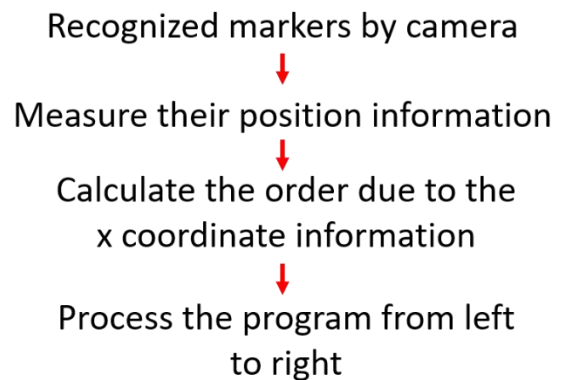 Recognized markers by camera
Measure their position information
Calculate the order due to the
x coordinate information
Process the program from left
to right